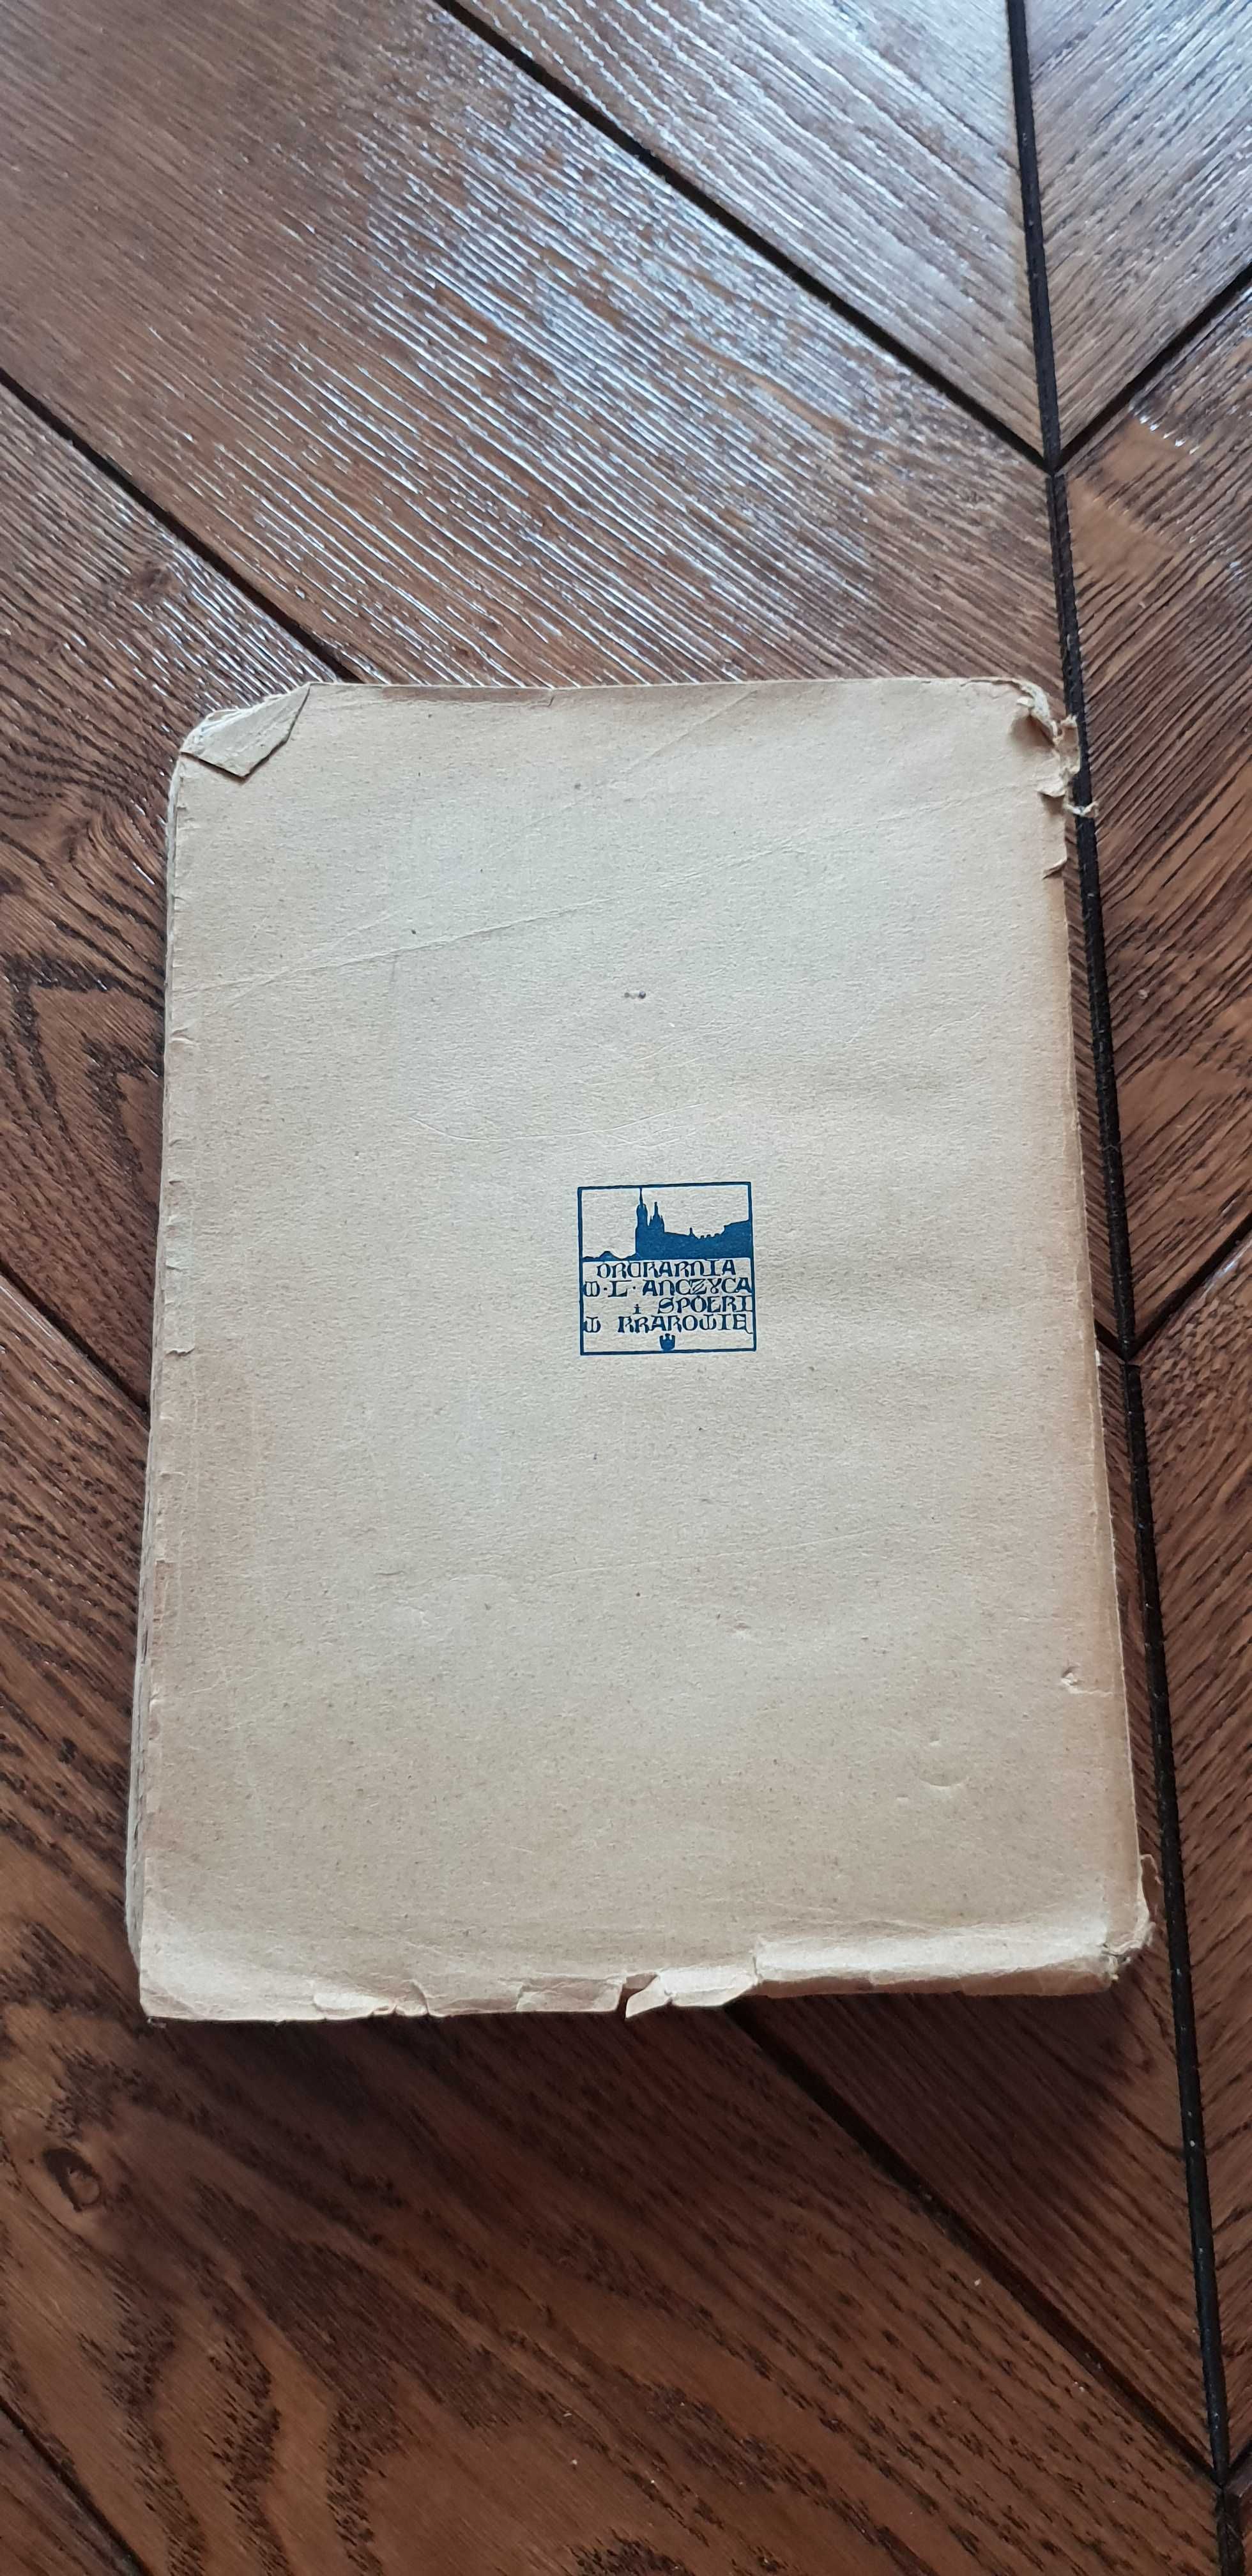 DRUKARNIA
W·L·ANCZYCA
i SPÓŁKI
W KRAKOWIE